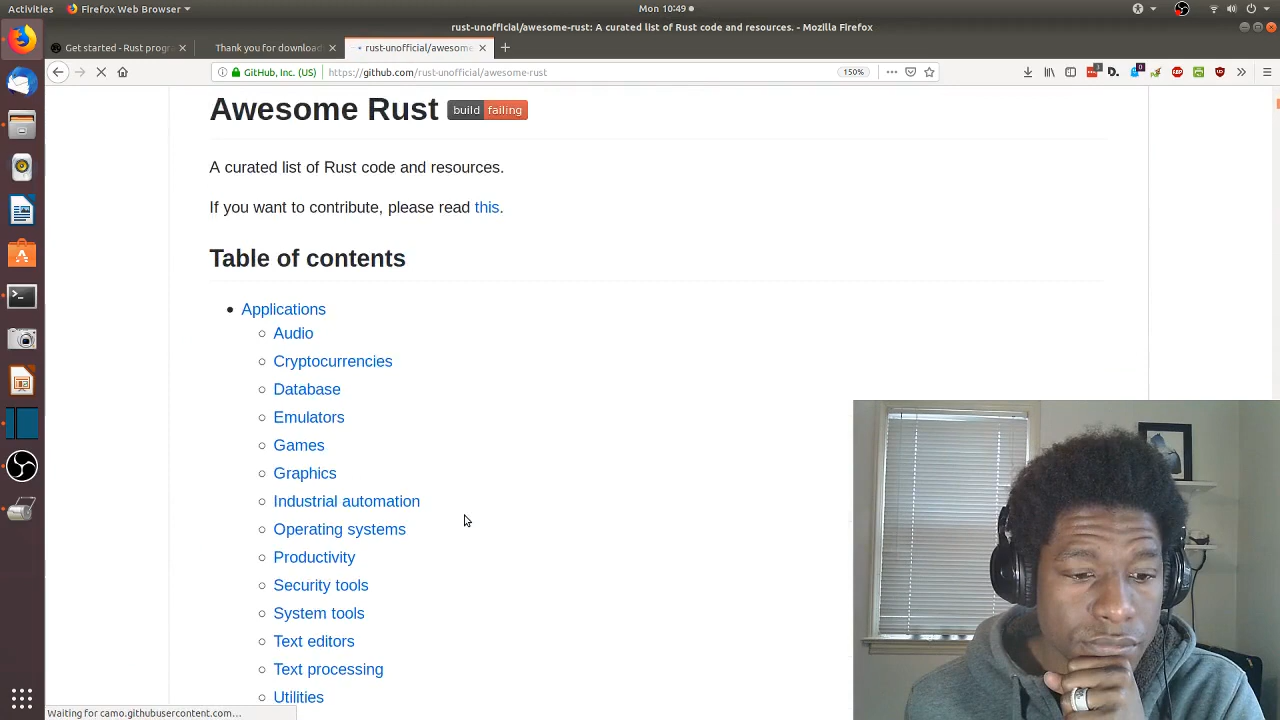 Activities Firefox Web Browser Mon 10:49
rust-unofficial/awesome-rust: A curated list of Rust code and resources. - Mozilla Firefox
Get started - Rust progra Thank you for download rust-unofficial/awesome
GitHub, Inc. (US) https://github.com/rust-unofficial/awesome-rust 150%
Awesome Rust build failing
A curated list of Rust code and resources.
If you want to contribute, please read this.
Table of contents
Applications
Audio
Cryptocurrencies
Database
Emulators
Games
Graphics
Industrial automation
Operating systems
Productivity
Security tools
System tools
Text editors
Text processing
Utilities
Waiting for camo.githubusercontent.com...